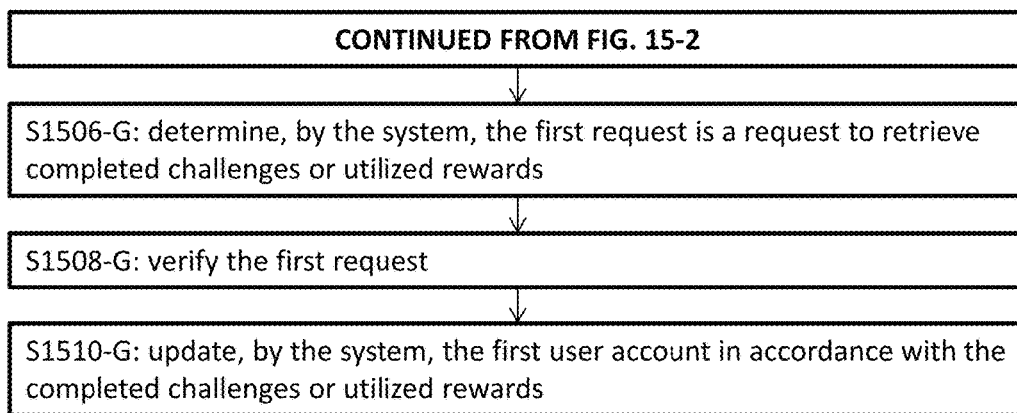 CONTINUED FROM FIG. 15-2
S1506-G: determine, by the system, the first request is a request to retrieve
completed challenges or utilized rewards
S1508-G: verify the first request
S1510-G: update, by the system, the first user account in accordance with the
completed challenges or utilized rewards